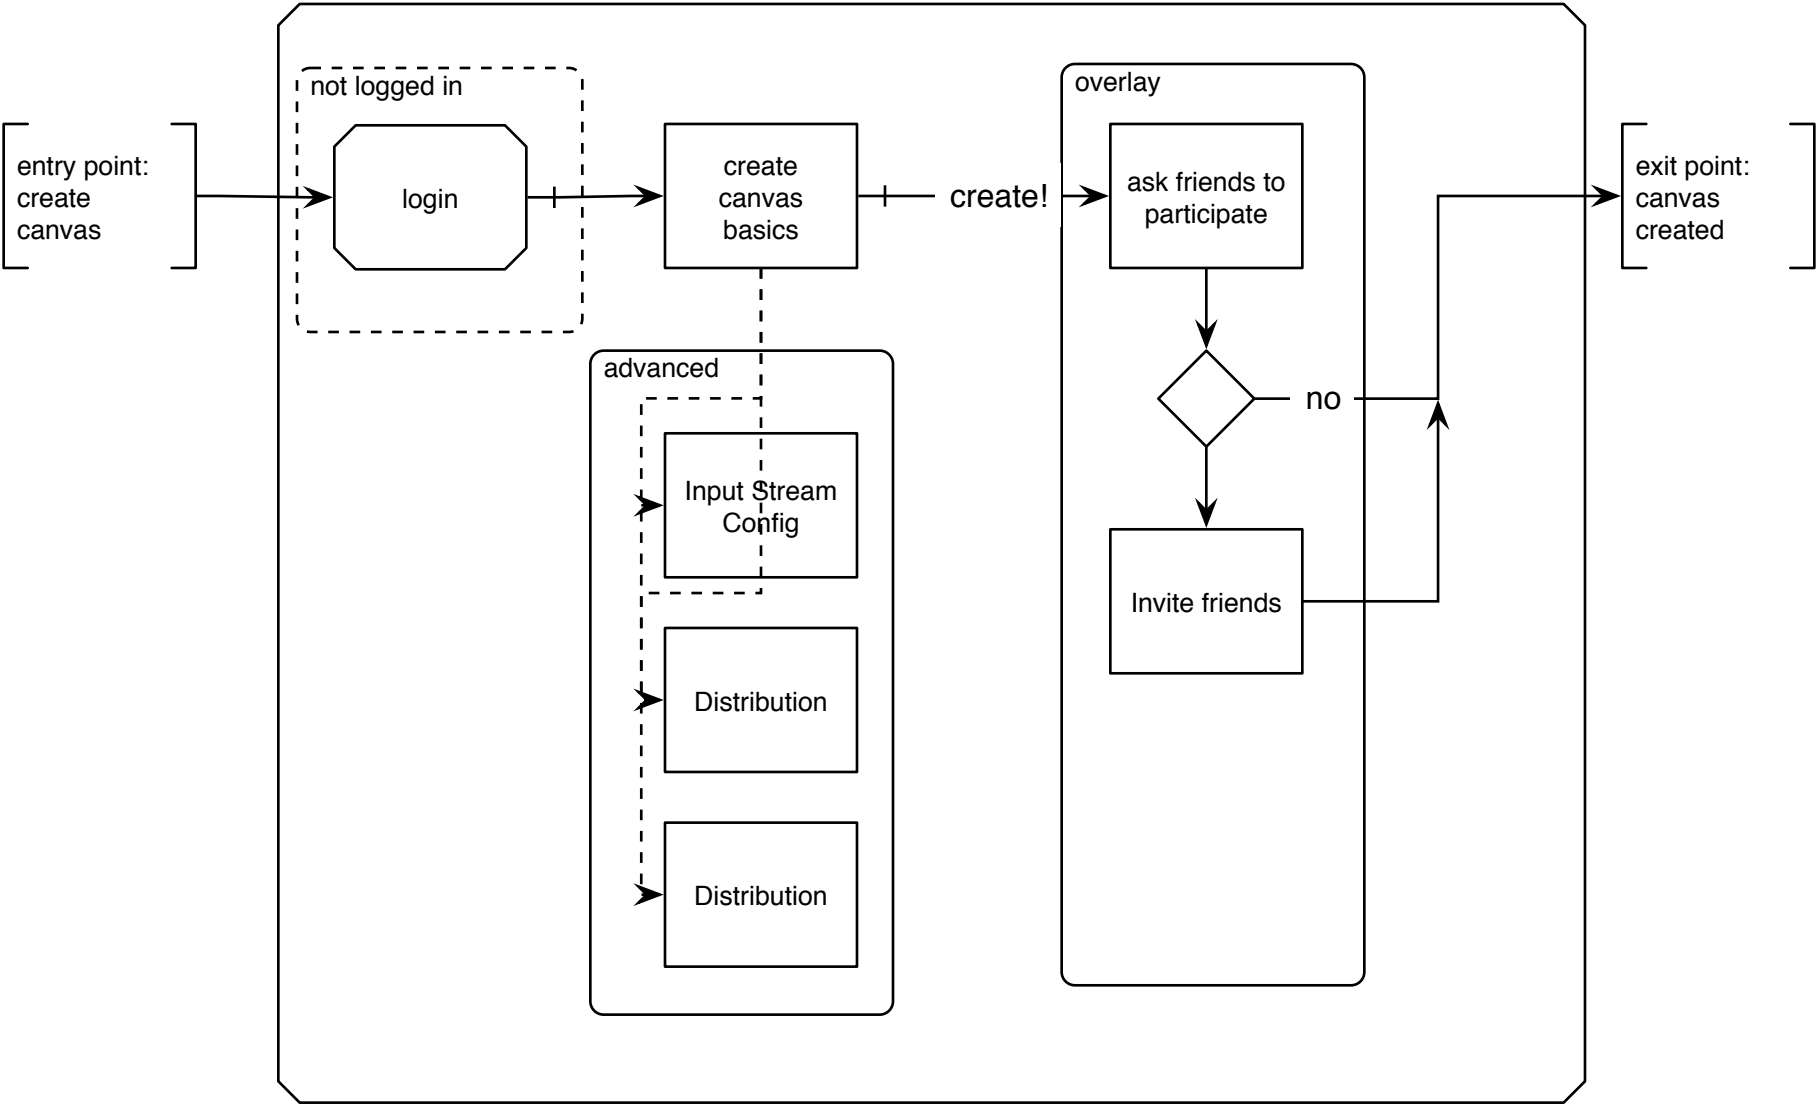 not logged in
overlay
entry point:
create
canvas
login
create
canvas
basics
create!
ask friends to
participate
exit point:
canvas
created
advanced
no
Input Stream
Config
Invite friends
Distribution
Distribution